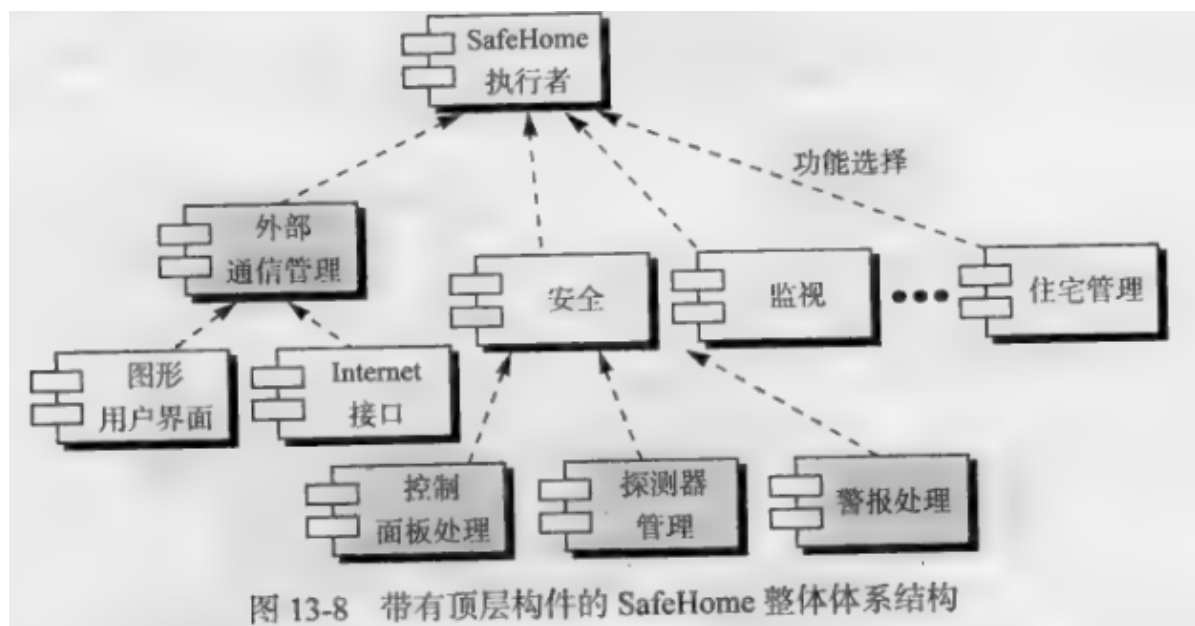 SafeHome
执行者
功能选择
外部
通信管理
安全
监视
住宅管理
图形
用户界面
Internet
接口
控制
面板处理
探测器
管理
警报处理
图 13-8 带有顶层构件的 SafeHome 整体体系结构